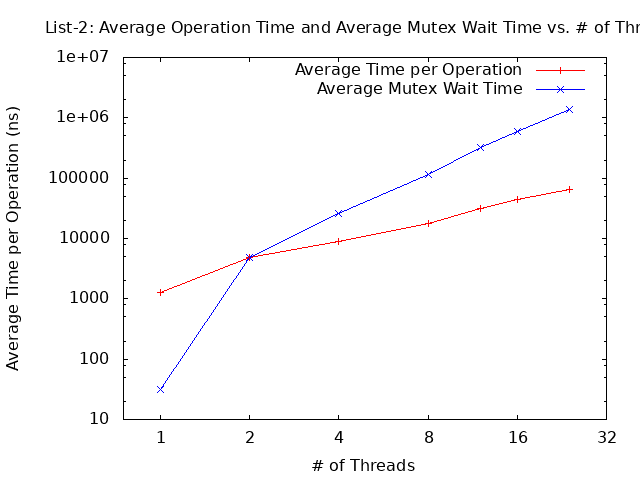 List-2: Average Operation Time and Average Mutex Wait Time vs. # of Thr
Average Time per Operation
Average Mutex Wait Time
Average Time per Operation (ns)
1e+07
1e+06
100000
10000
1000
100
10
1 2 4 8 16 32
# of Threads